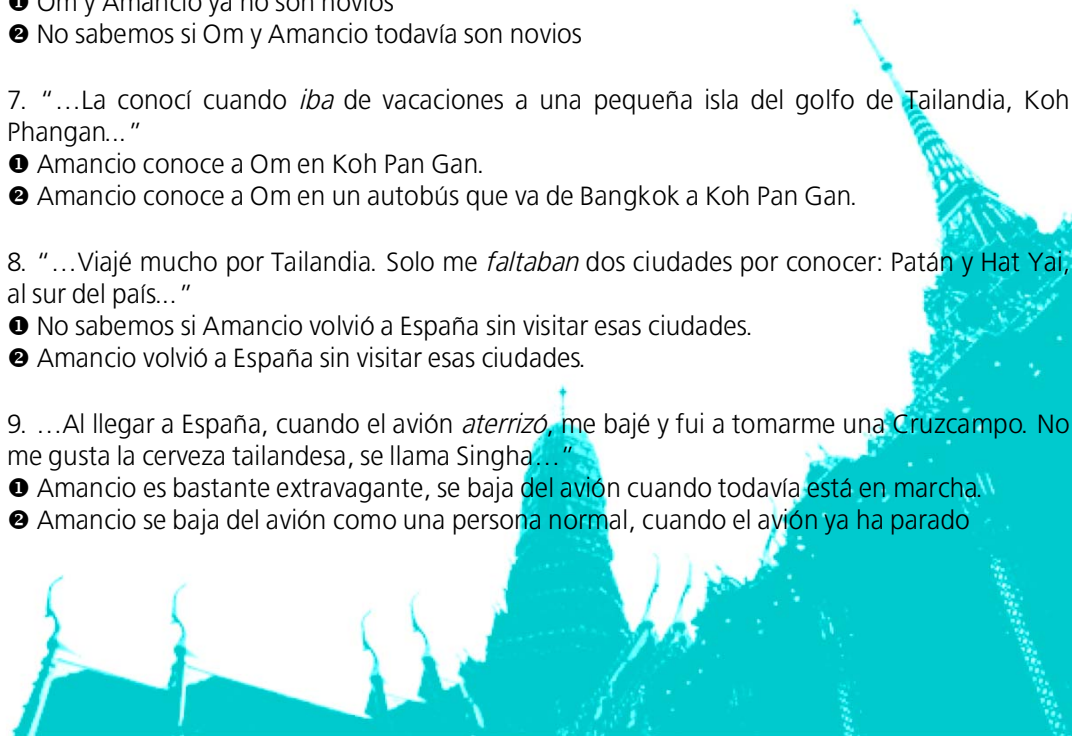 ❶ Om y Amancio ya no son novios
❷ No sabemos si Om y Amancio todavía son novios
7. “…La conocí cuando iba de vacaciones a una pequeña isla del golfo de Tailandia, Koh
Phangan...”
❶ Amancio conoce a Om en Koh Pan Gan.
❷ Amancio conoce a Om en un autobús que va de Bangkok a Koh Pan Gan.
8. “…Viajé mucho por Tailandia. Solo me faltaban dos ciudades por conocer: Patán y Hat Yai,
al sur del país...”
❶ No sabemos si Amancio volvió a España sin visitar esas ciudades.
❷ Amancio volvió a España sin visitar esas ciudades.
9. …Al llegar a España, cuando el avión aterrizó, me bajé y fui a tomarme una Cruzcampo. No
me gusta la cerveza tailandesa, se llama Singha…”
❶ Amancio es bastante extravagante, se baja del avión cuando todavía está en marcha.
❷ Amancio se baja del avión como una persona normal, cuando el avión ya ha parado